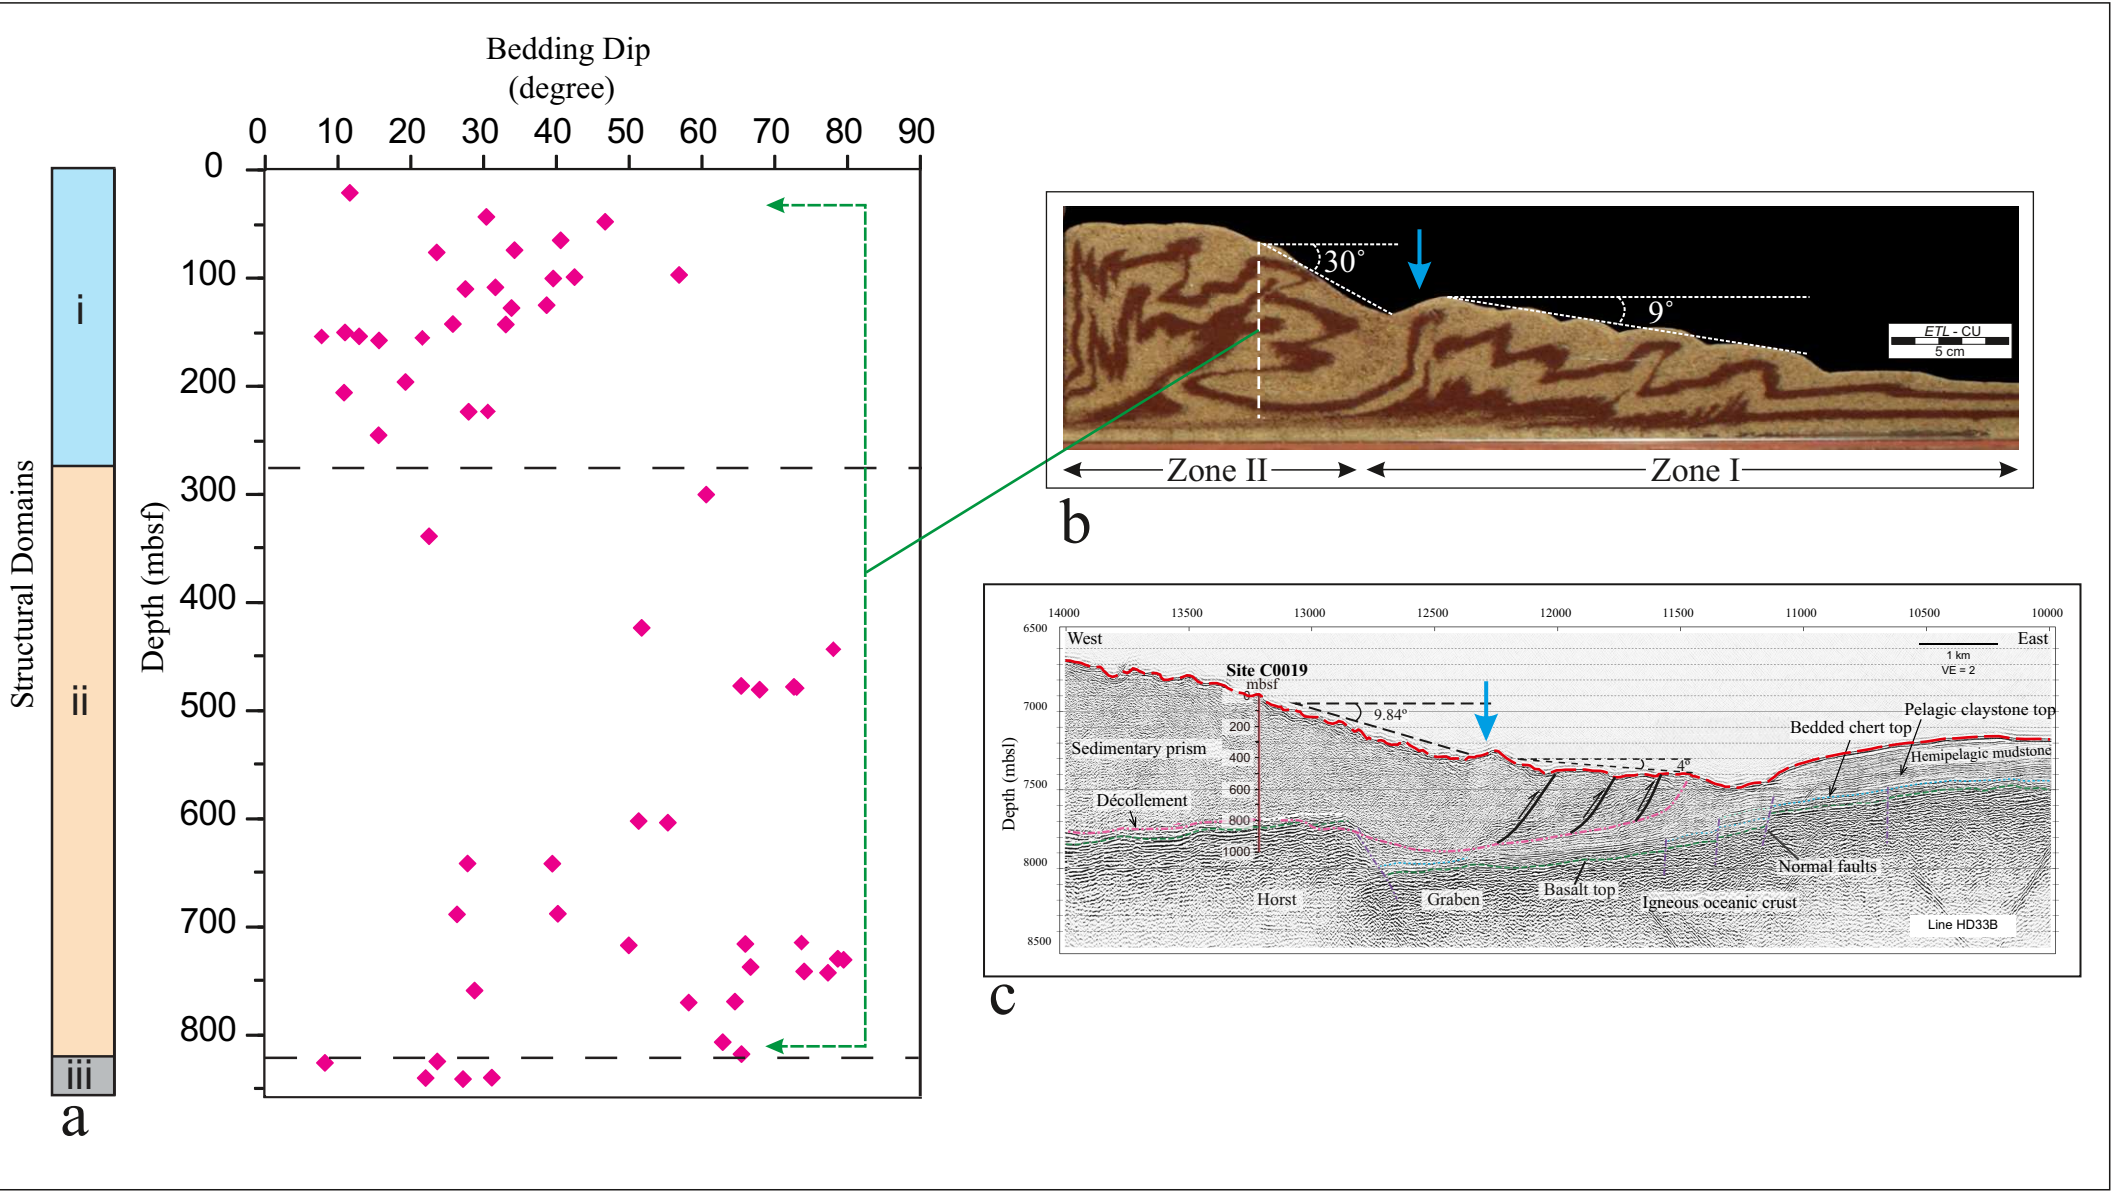 Bedding Dip
(degree)
0 10 20 30 40 50 60 70 80 90
0
100
200
300
400
500
600
700
800
Depth (mbsf)
Structural Domains
i
ii
iii
a
30°
9°
ETL - CU
5 cm
Zone II
Zone I
b
14000 13500 13000 12500 12000 11500 11000 10500 10000
6500
7000
7500
8000
8500
Depth (mbsl)
West
East
1 km
VE = 2
Site C0019
mbsf
0
200
400
600
800
1000
9.84°
4°
Pelagic claystone top
Bedded chert top
Hemipelagic mudstone
Sedimentary prism
Décollement
Normal faults
Basalt top
Horst
Graben
Igneous oceanic crust
Line HD33B
c